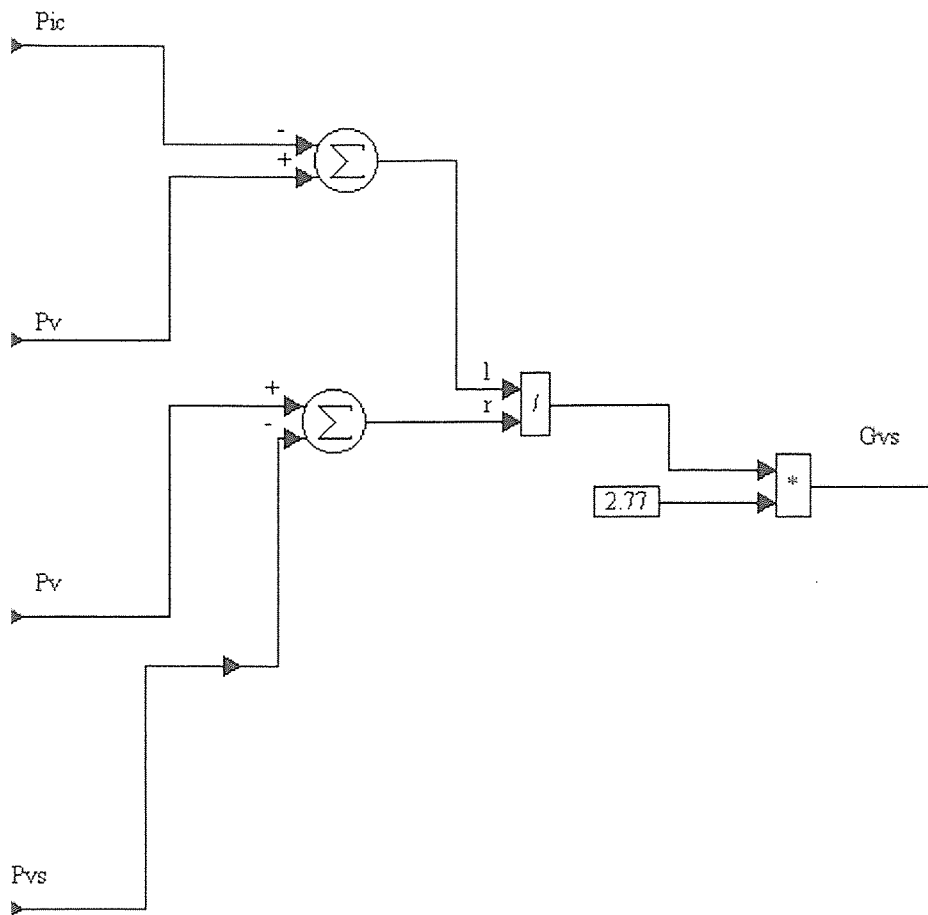 Pic
-
+
Σ
Pv
l
r
/
+
-
Σ
Gvs
*
2.77
Pv
Pvs